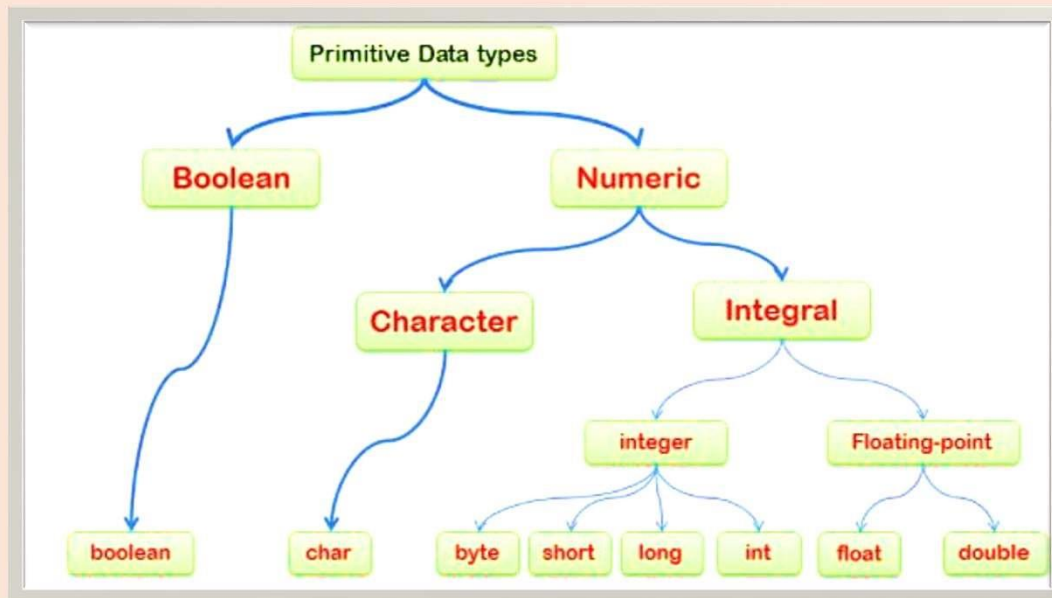 Primitive Data types
Boolean
Numeric
Character
Integral
integer
Floating-point
boolean
char
byte
short
long
int
float
double